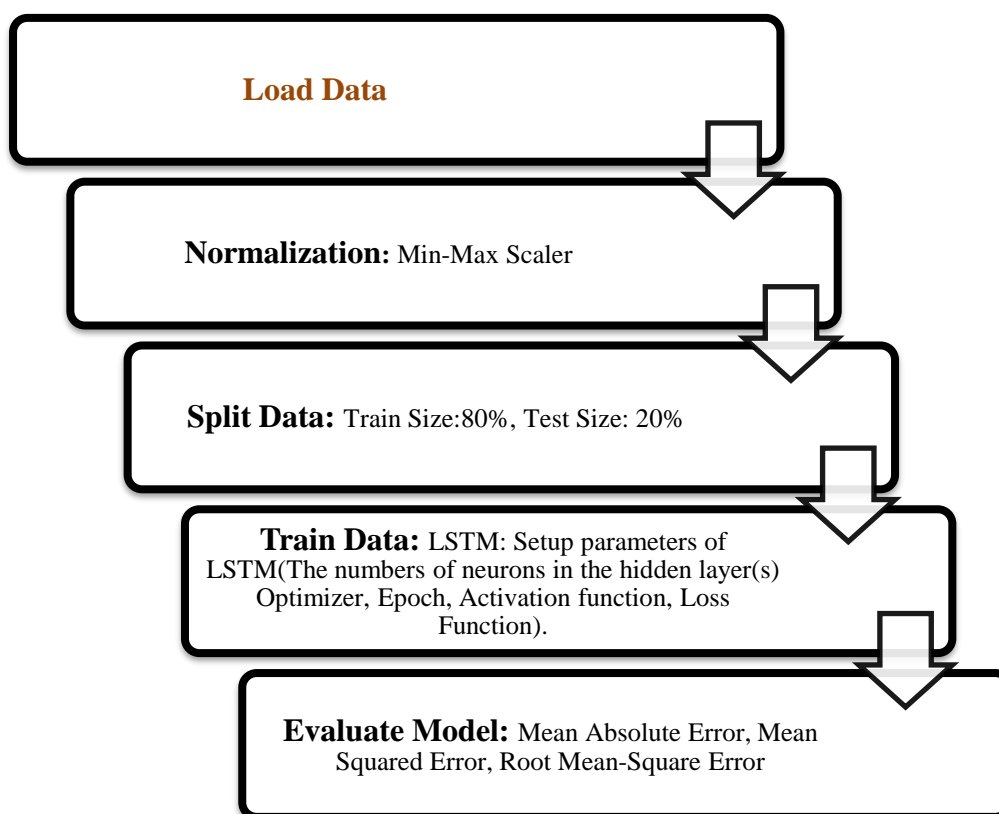 Load Data
Normalization: Min-Max Scaler
Split Data: Train Size:80%, Test Size: 20%
Train Data: LSTM: Setup parameters of
LSTM(The numbers of neurons in the hidden layer(s)
Optimizer, Epoch, Activation function, Loss
Function).
Evaluate Model: Mean Absolute Error, Mean
Squared Error, Root Mean-Square Error